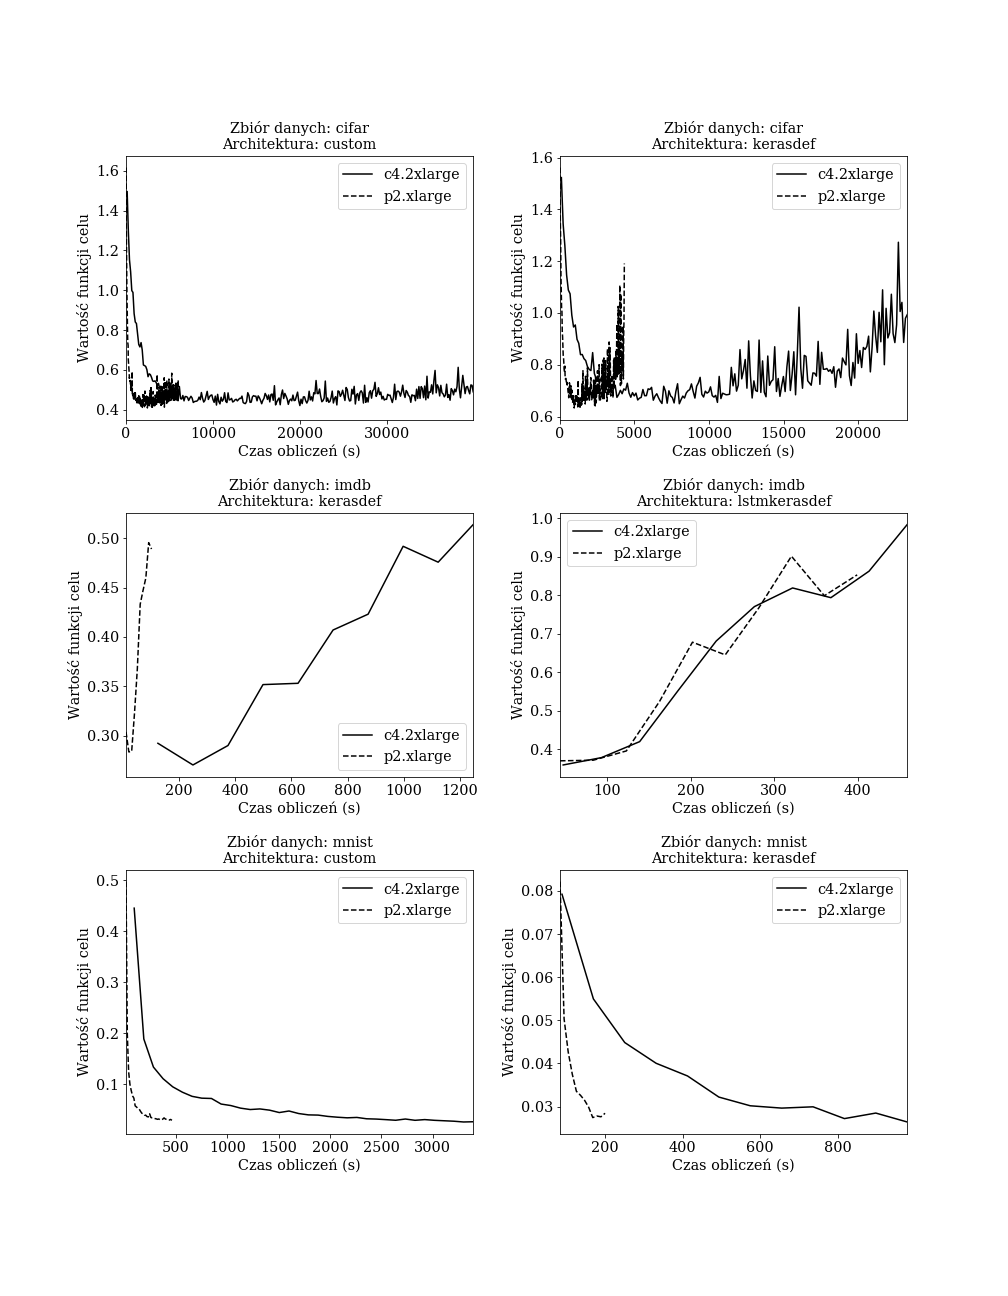 Zbiór danych: cifar
Architektura: custom
1.6
1.4
1.2
1.0
0.8
0.6
0.4
Wartość funkcji celu
c4.2xlarge
p2.xlarge
0
10000
20000
30000
Czas obliczeń (s)
Zbiór danych: cifar
Architektura: kerasdef
1.6
1.4
1.2
1.0
0.8
0.6
Wartość funkcji celu
c4.2xlarge
p2.xlarge
0
5000
10000
15000
20000
Czas obliczeń (s)
Zbiór danych: imdb
Architektura: kerasdef
0.50
0.45
0.40
0.35
0.30
Wartość funkcji celu
c4.2xlarge
p2.xlarge
200
400
600
800
1000
1200
Czas obliczeń (s)
Zbiór danych: imdb
Architektura: lstmkerasdef
1.0
0.9
0.8
0.7
0.6
0.5
0.4
Wartość funkcji celu
c4.2xlarge
p2.xlarge
100
200
300
400
Czas obliczeń (s)
Zbiór danych: mnist
Architektura: custom
0.5
0.4
0.3
0.2
0.1
Wartość funkcji celu
c4.2xlarge
p2.xlarge
500
1000
1500
2000
2500
3000
Czas obliczeń (s)
Zbiór danych: mnist
Architektura: kerasdef
0.08
0.07
0.06
0.05
0.04
0.03
Wartość funkcji celu
c4.2xlarge
p2.xlarge
200
400
600
800
Czas obliczeń (s)